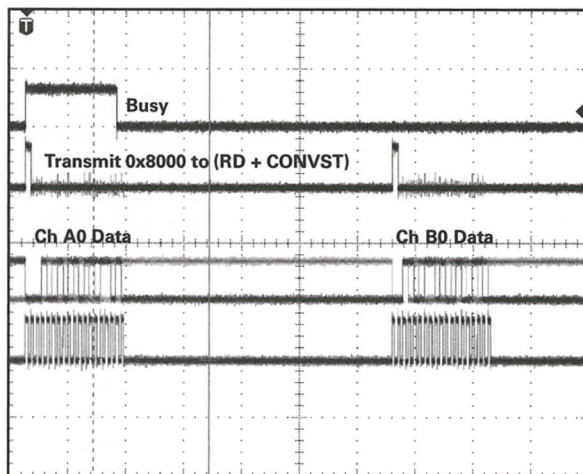 T
Busy
Transmit 0x8000 to (RD + CONVST)
Ch A0 Data
Ch B0 Data